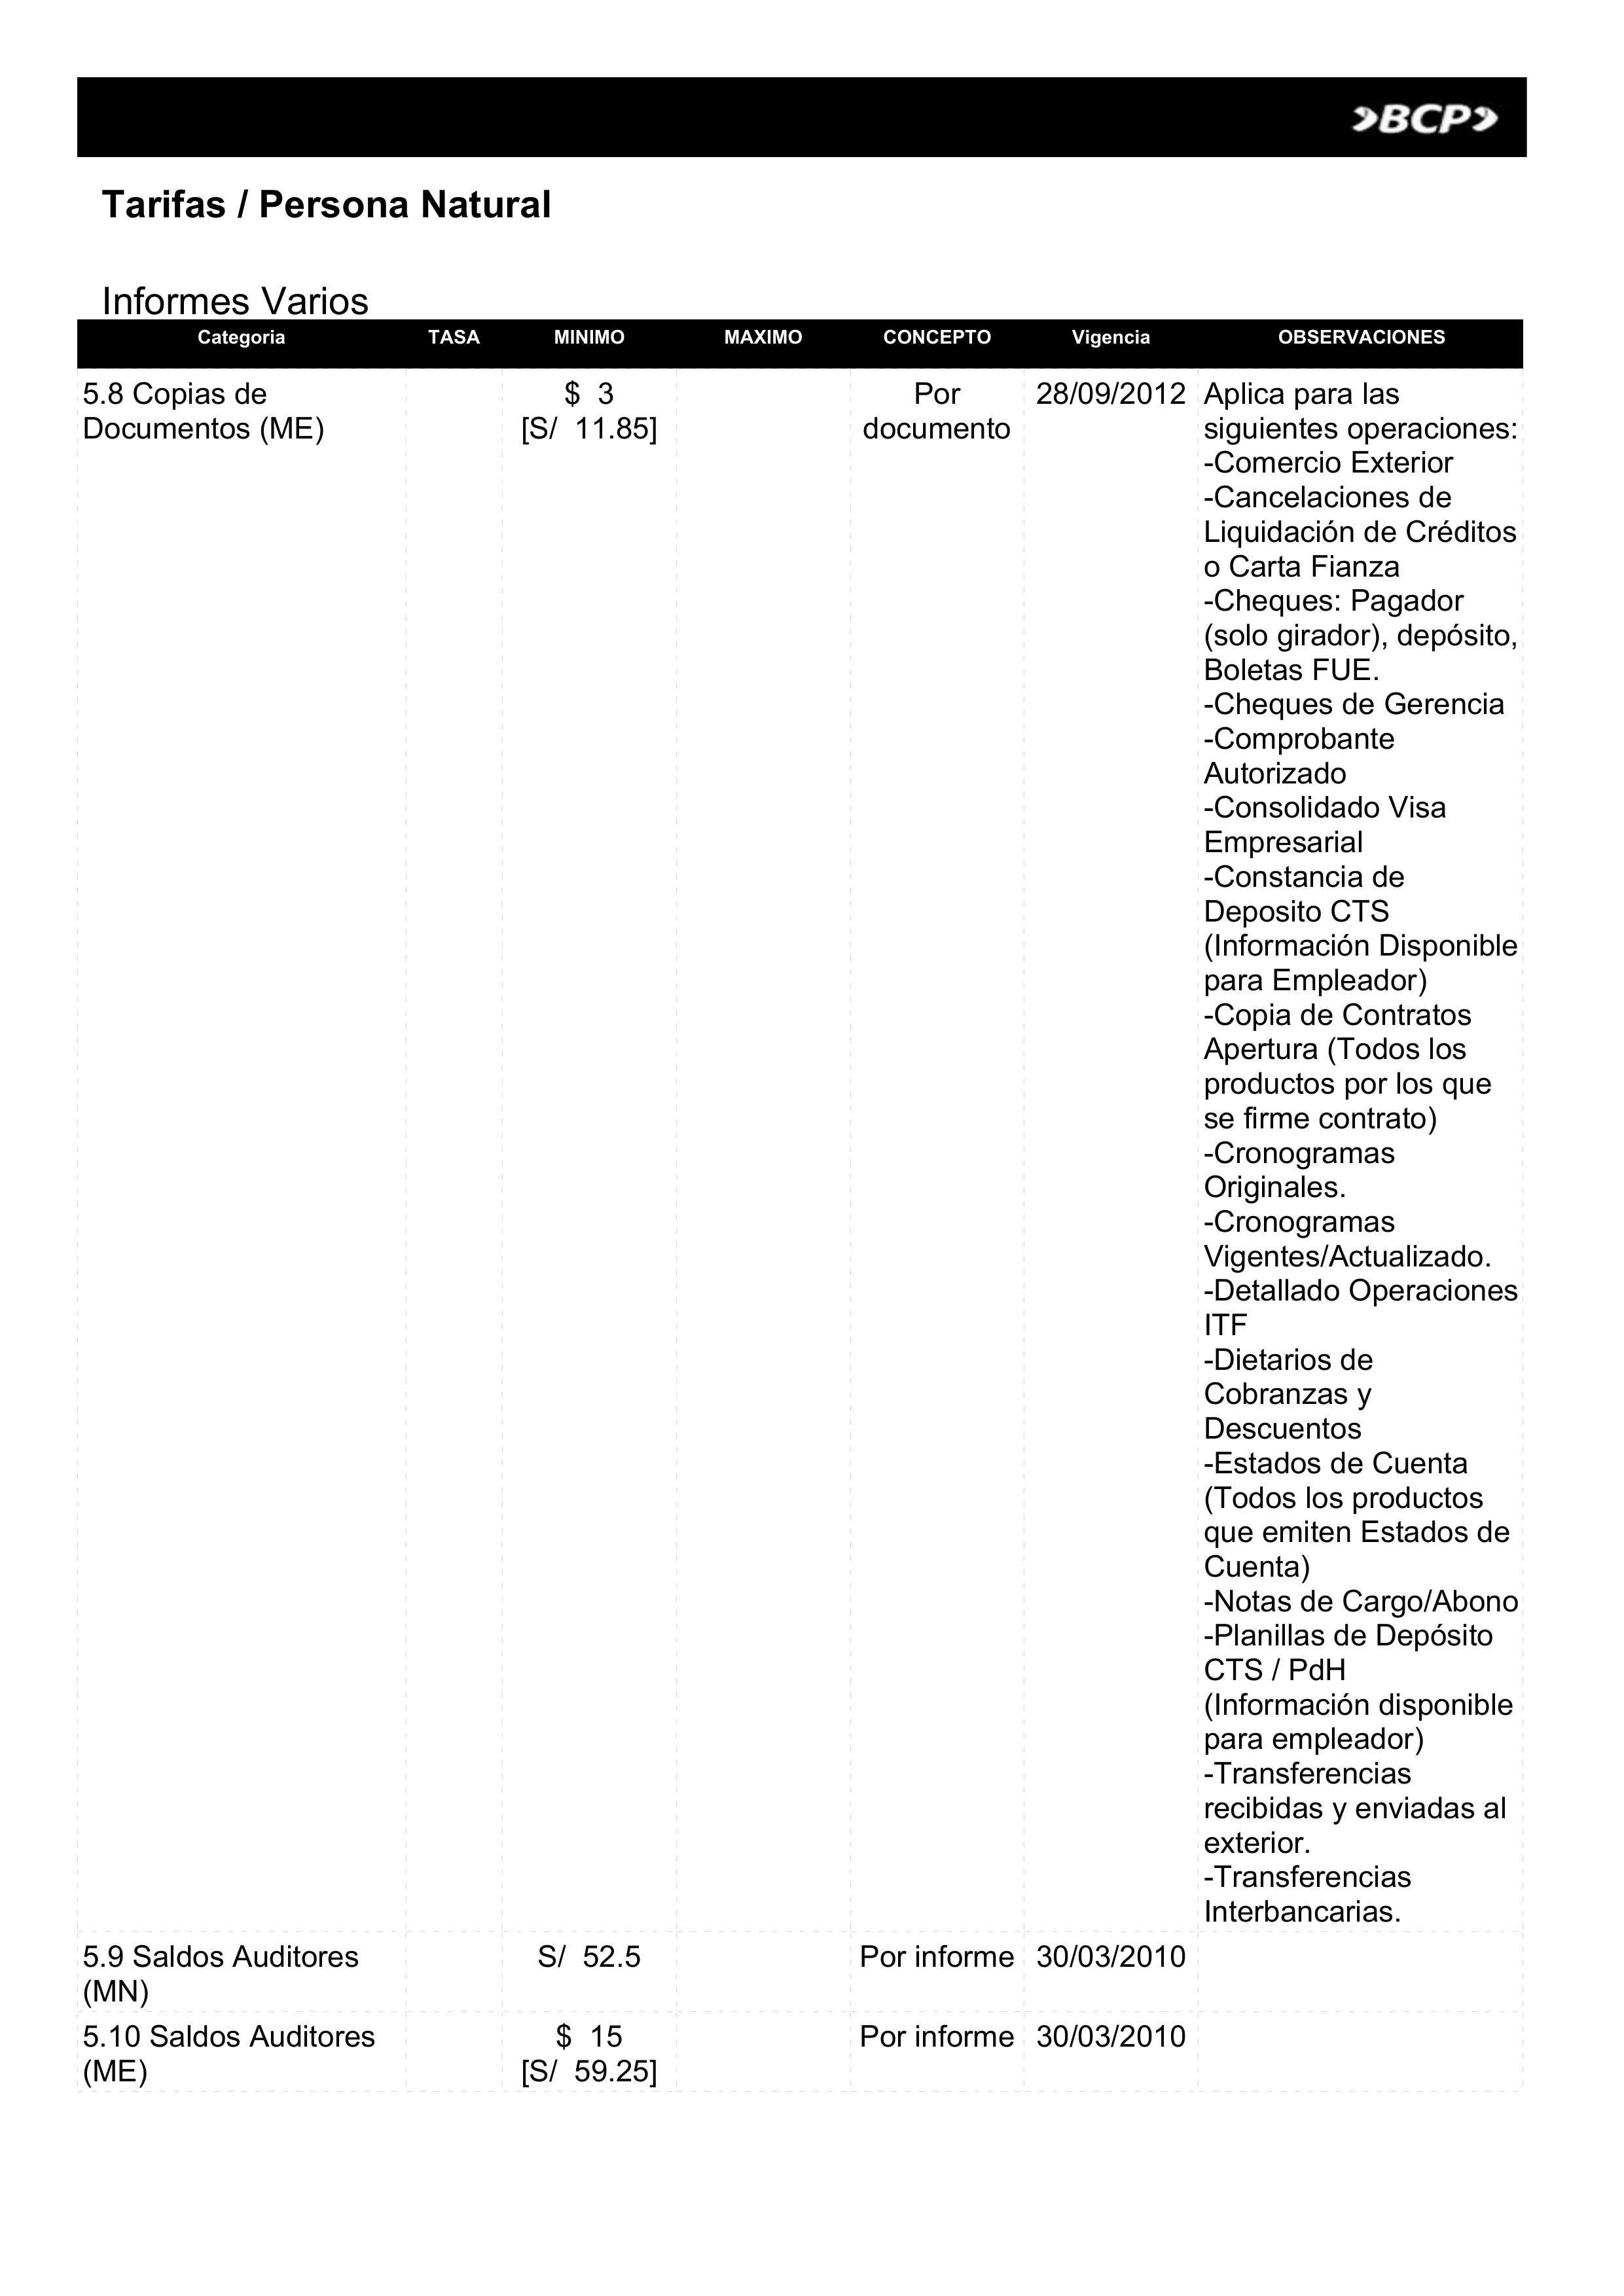 BCP
Tarifas / Persona Natural
Informes Varios
Categoria TASA MINIMO MAXIMO CONCEPTO Vigencia OBSERVACIONES
5.8 Copias de
Documentos (ME)
$ 3
[S/ 11.85]
Por
documento
28/09/2012
Aplica para las
siguientes operaciones:
-Comercio Exterior
-Cancelaciones de
Liquidación de Créditos
o Carta Fianza
-Cheques: Pagador
(solo girador), depósito,
Boletas FUE.
-Cheques de Gerencia
-Comprobante
Autorizado
-Consolidado Visa
Empresarial
-Constancia de
Deposito CTS
(Información Disponible
para Empleador)
-Copia de Contratos
Apertura (Todos los
productos por los que
se firme contrato)
-Cronogramas
Originales.
-Cronogramas
Vigentes/Actualizado.
-Detallado Operaciones
ITF
-Dietarios de
Cobranzas y
Descuentos
-Estados de Cuenta
(Todos los productos
que emiten Estados de
Cuenta)
-Notas de Cargo/Abono
-Planillas de Depósito
CTS / PdH
(Información disponible
para empleador)
-Transferencias
recibidas y enviadas al
exterior.
-Transferencias
Interbancarias.
5.9 Saldos Auditores
(MN)
S/ 52.5
Por informe
30/03/2010
5.10 Saldos Auditores
(ME)
$ 15
[S/ 59.25]
Por informe
30/03/2010